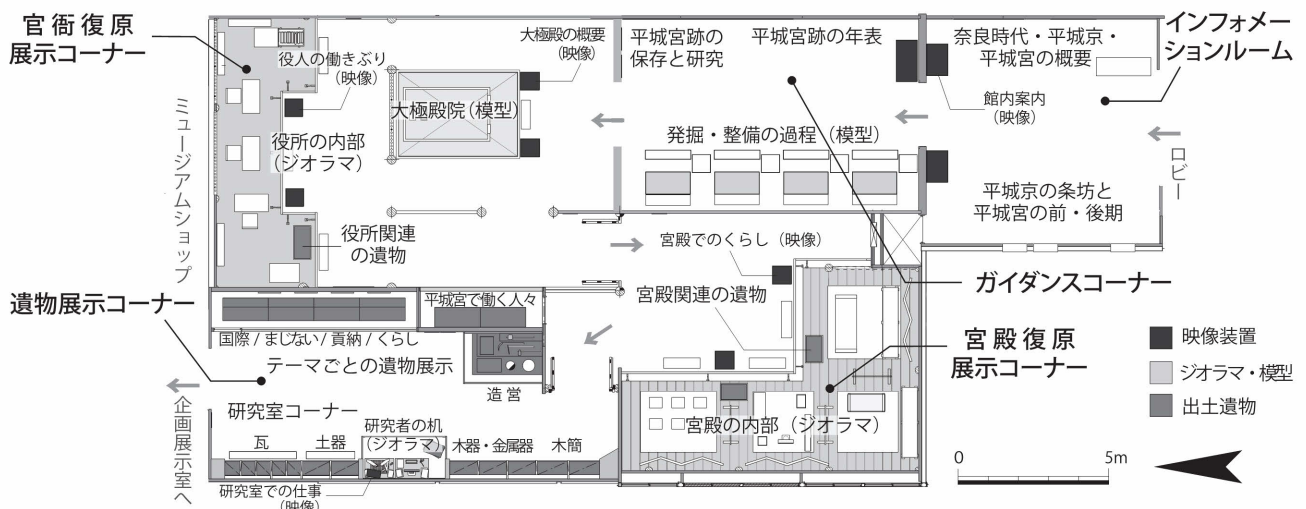 官衙復原
展示コーナー
役人の働きぶり
（映像）
大極殿の概要
（映像）
平城宮跡の
保存と研究
平城宮跡の年表
奈良時代・平城京・
平城宮の概要
インフォメー
ションルーム
館内案内
（映像）
大極殿院（模型）
役所の内部
（ジオラマ）
発掘・整備の過程（模型）
ロビー
ミュージアムショップ
平城京の条坊と
平城宮の前・後期
役所関連
の遺物
宮殿でのくらし（映像）
宮殿関連の遺物
ガイダンスコーナー
遺物展示コーナー
平城宮で働く人々
国際/まじない/貢納/くらし
テーマごとの遺物展示
造営
宮殿復原
展示コーナー
映像装置
ジオラマ・模型
出土遺物
企画展示室へ
研究室コーナー
瓦
土器
研究者の机
（ジオラマ）
木器・金属器
木簡
宮殿の内部（ジオラマ）
研究室での仕事
（映像）
0
5m